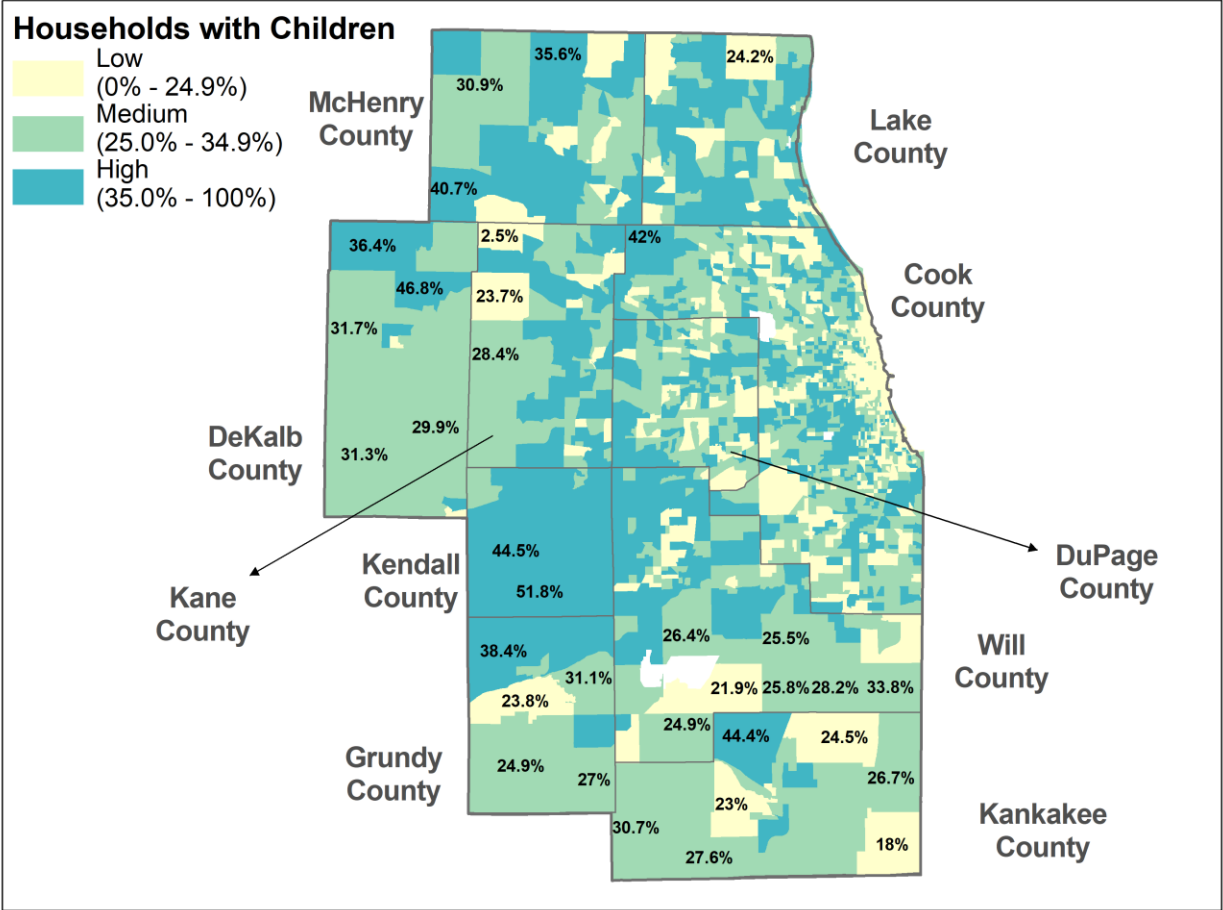 Households with Children
Low
(0% - 24.9%)
Medium
(25.0% - 34.9%)
High
(35.0% - 100%)
35.6%
24.2%
30.9%
McHenry
County
Lake
County
40.7%
36.4%
2.5%
42%
46.8%
23.7%
Cook
County
31.7%
28.4%
29.9%
DeKalb
County
31.3%
44.5%
Kendall
County
51.8%
DuPage
County
Kane
County
38.4%
26.4%
25.5%
Will
County
31.1%
23.8%
21.9%
25.8%
28.2%
33.8%
24.9%
44.4%
24.5%
Grundy
County
24.9%
27%
26.7%
23%
Kankakee
County
30.7%
18%
27.6%